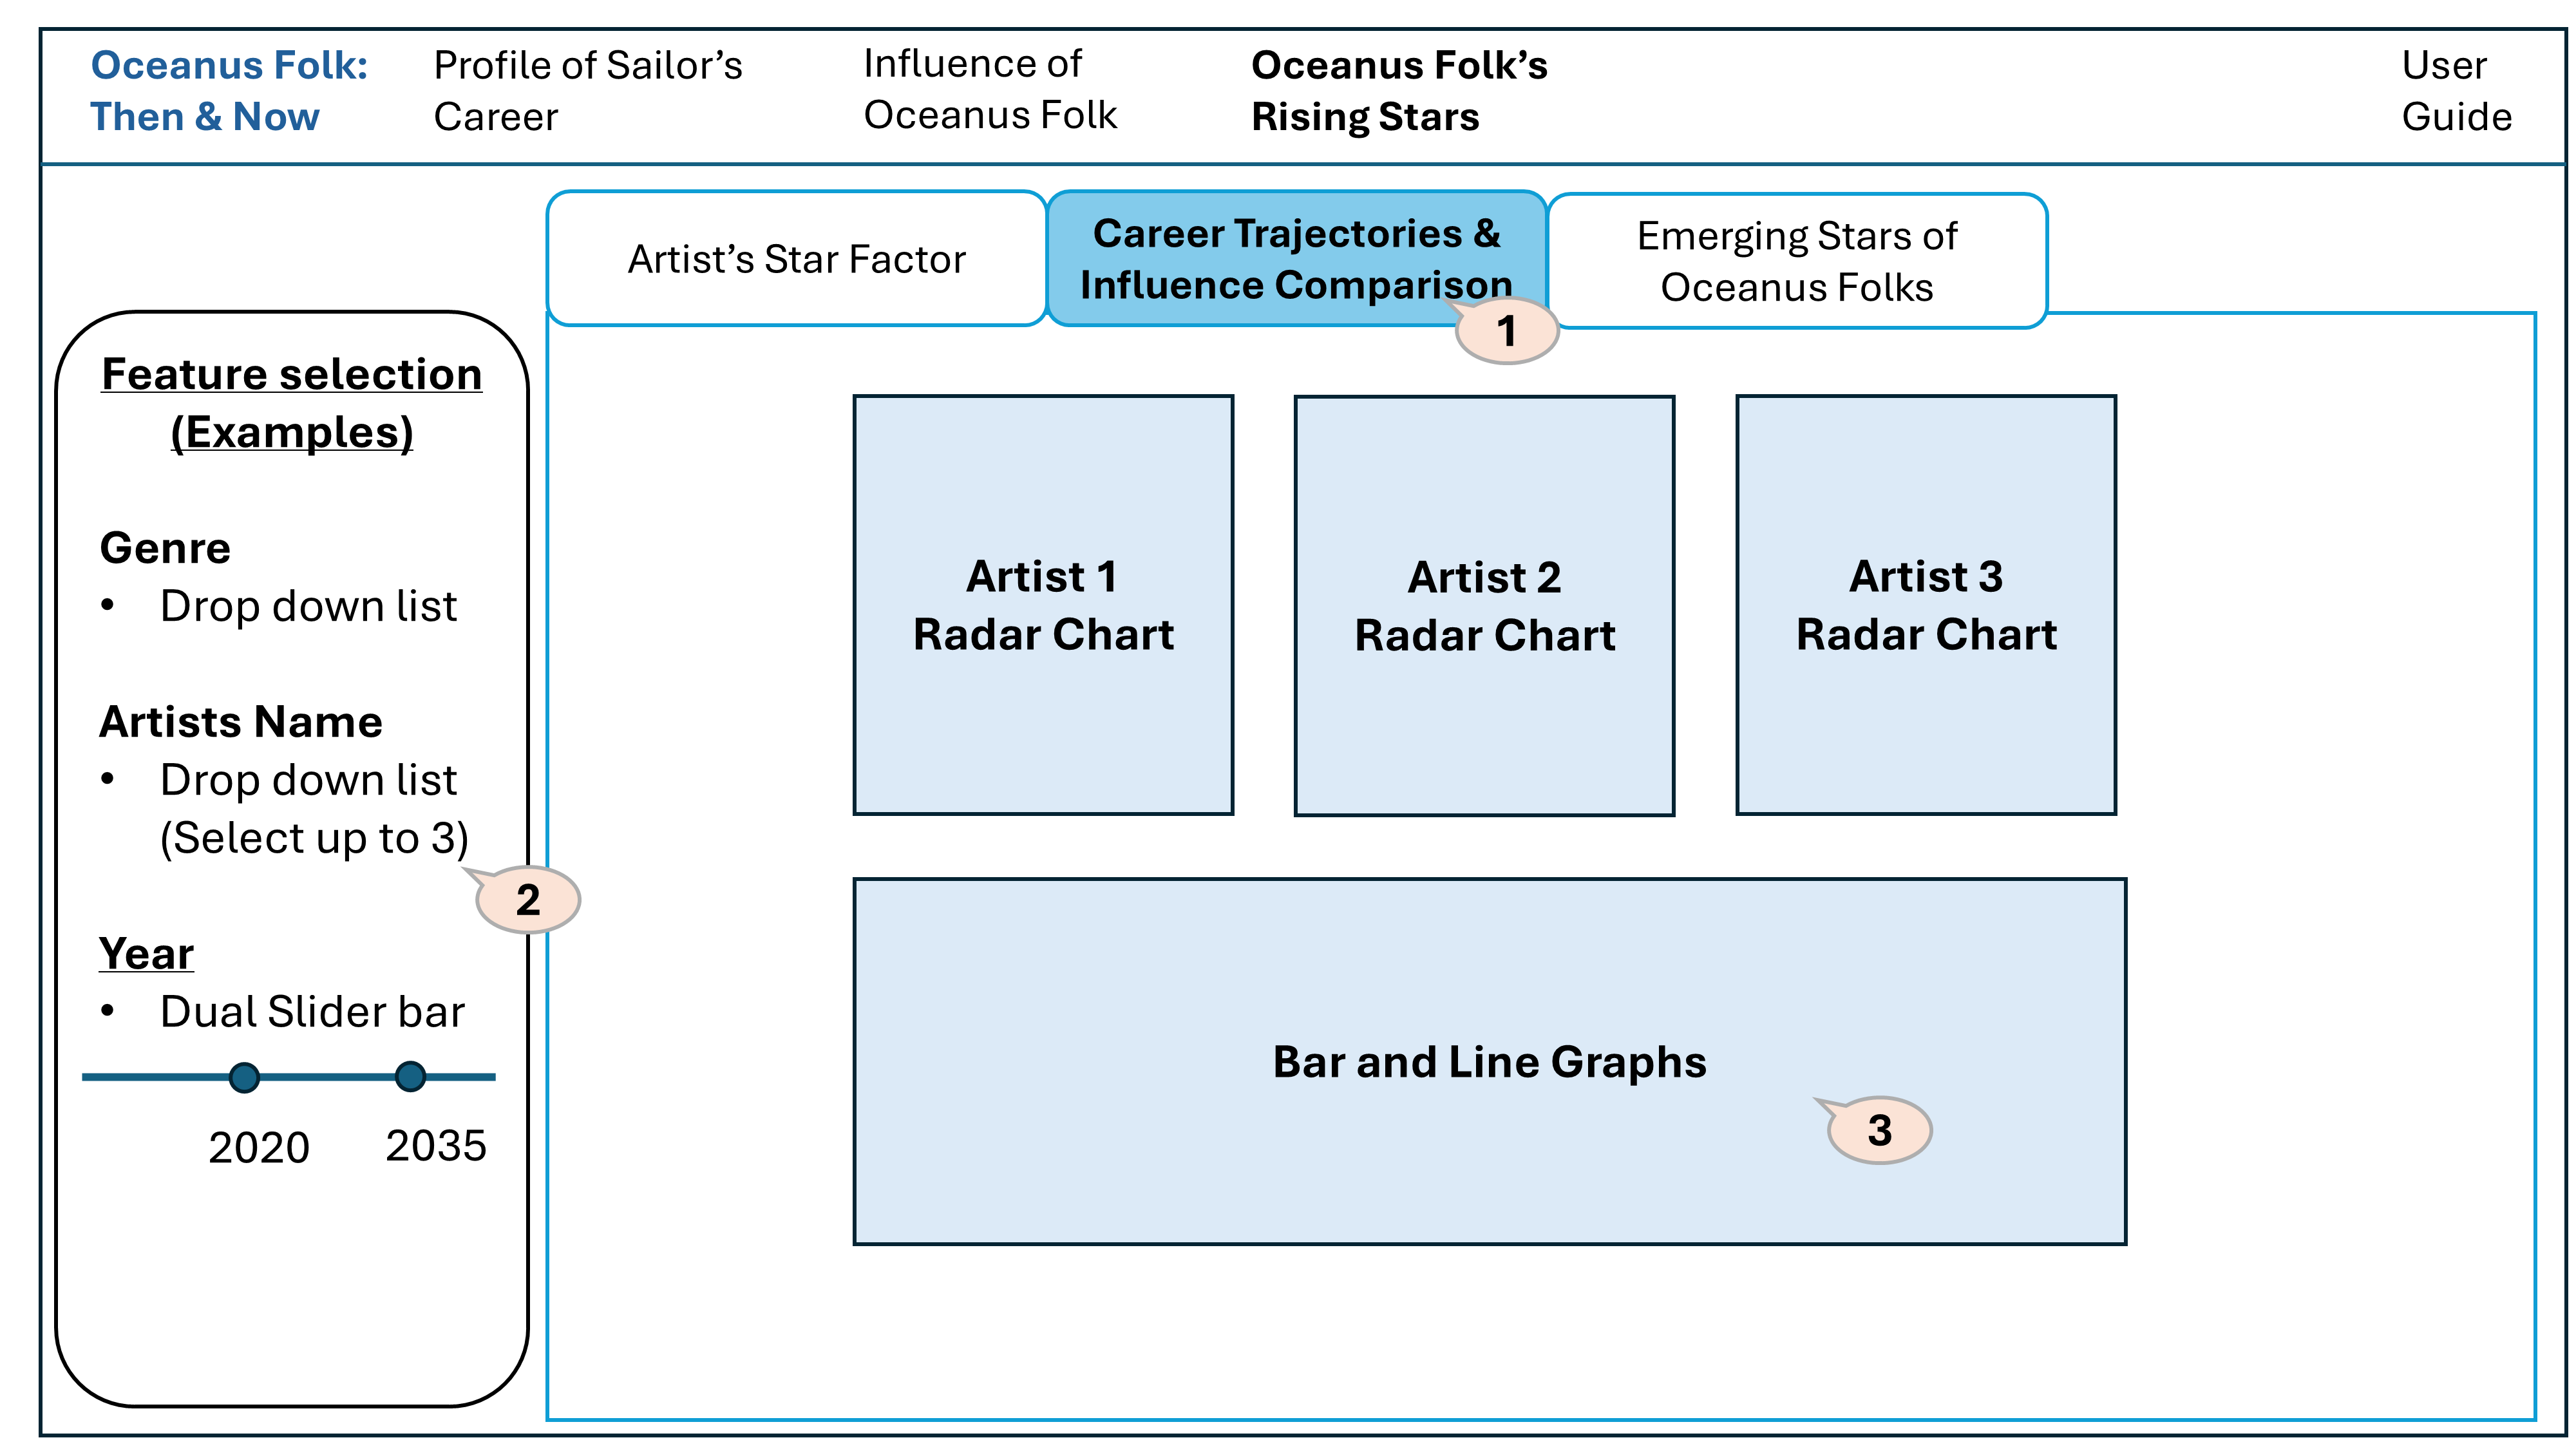 Oceanus Folk:
Then & Now
Profile of Sailor's
Career
Influence of
Oceanus Folk
Oceanus Folk's
Rising Stars
User
Guide
Artist's Star Factor
Career Trajectories &
Influence Comparison
Emerging Stars of
Oceanus Folks
1
Feature selection
(Examples)
Genre
• Drop down list
Artists Name
• Drop down list
(Select up to 3)
2
Year
• Dual Slider bar
2020
2035
Artist 1
Radar Chart
Artist 2
Radar Chart
Artist 3
Radar Chart
Bar and Line Graphs
3